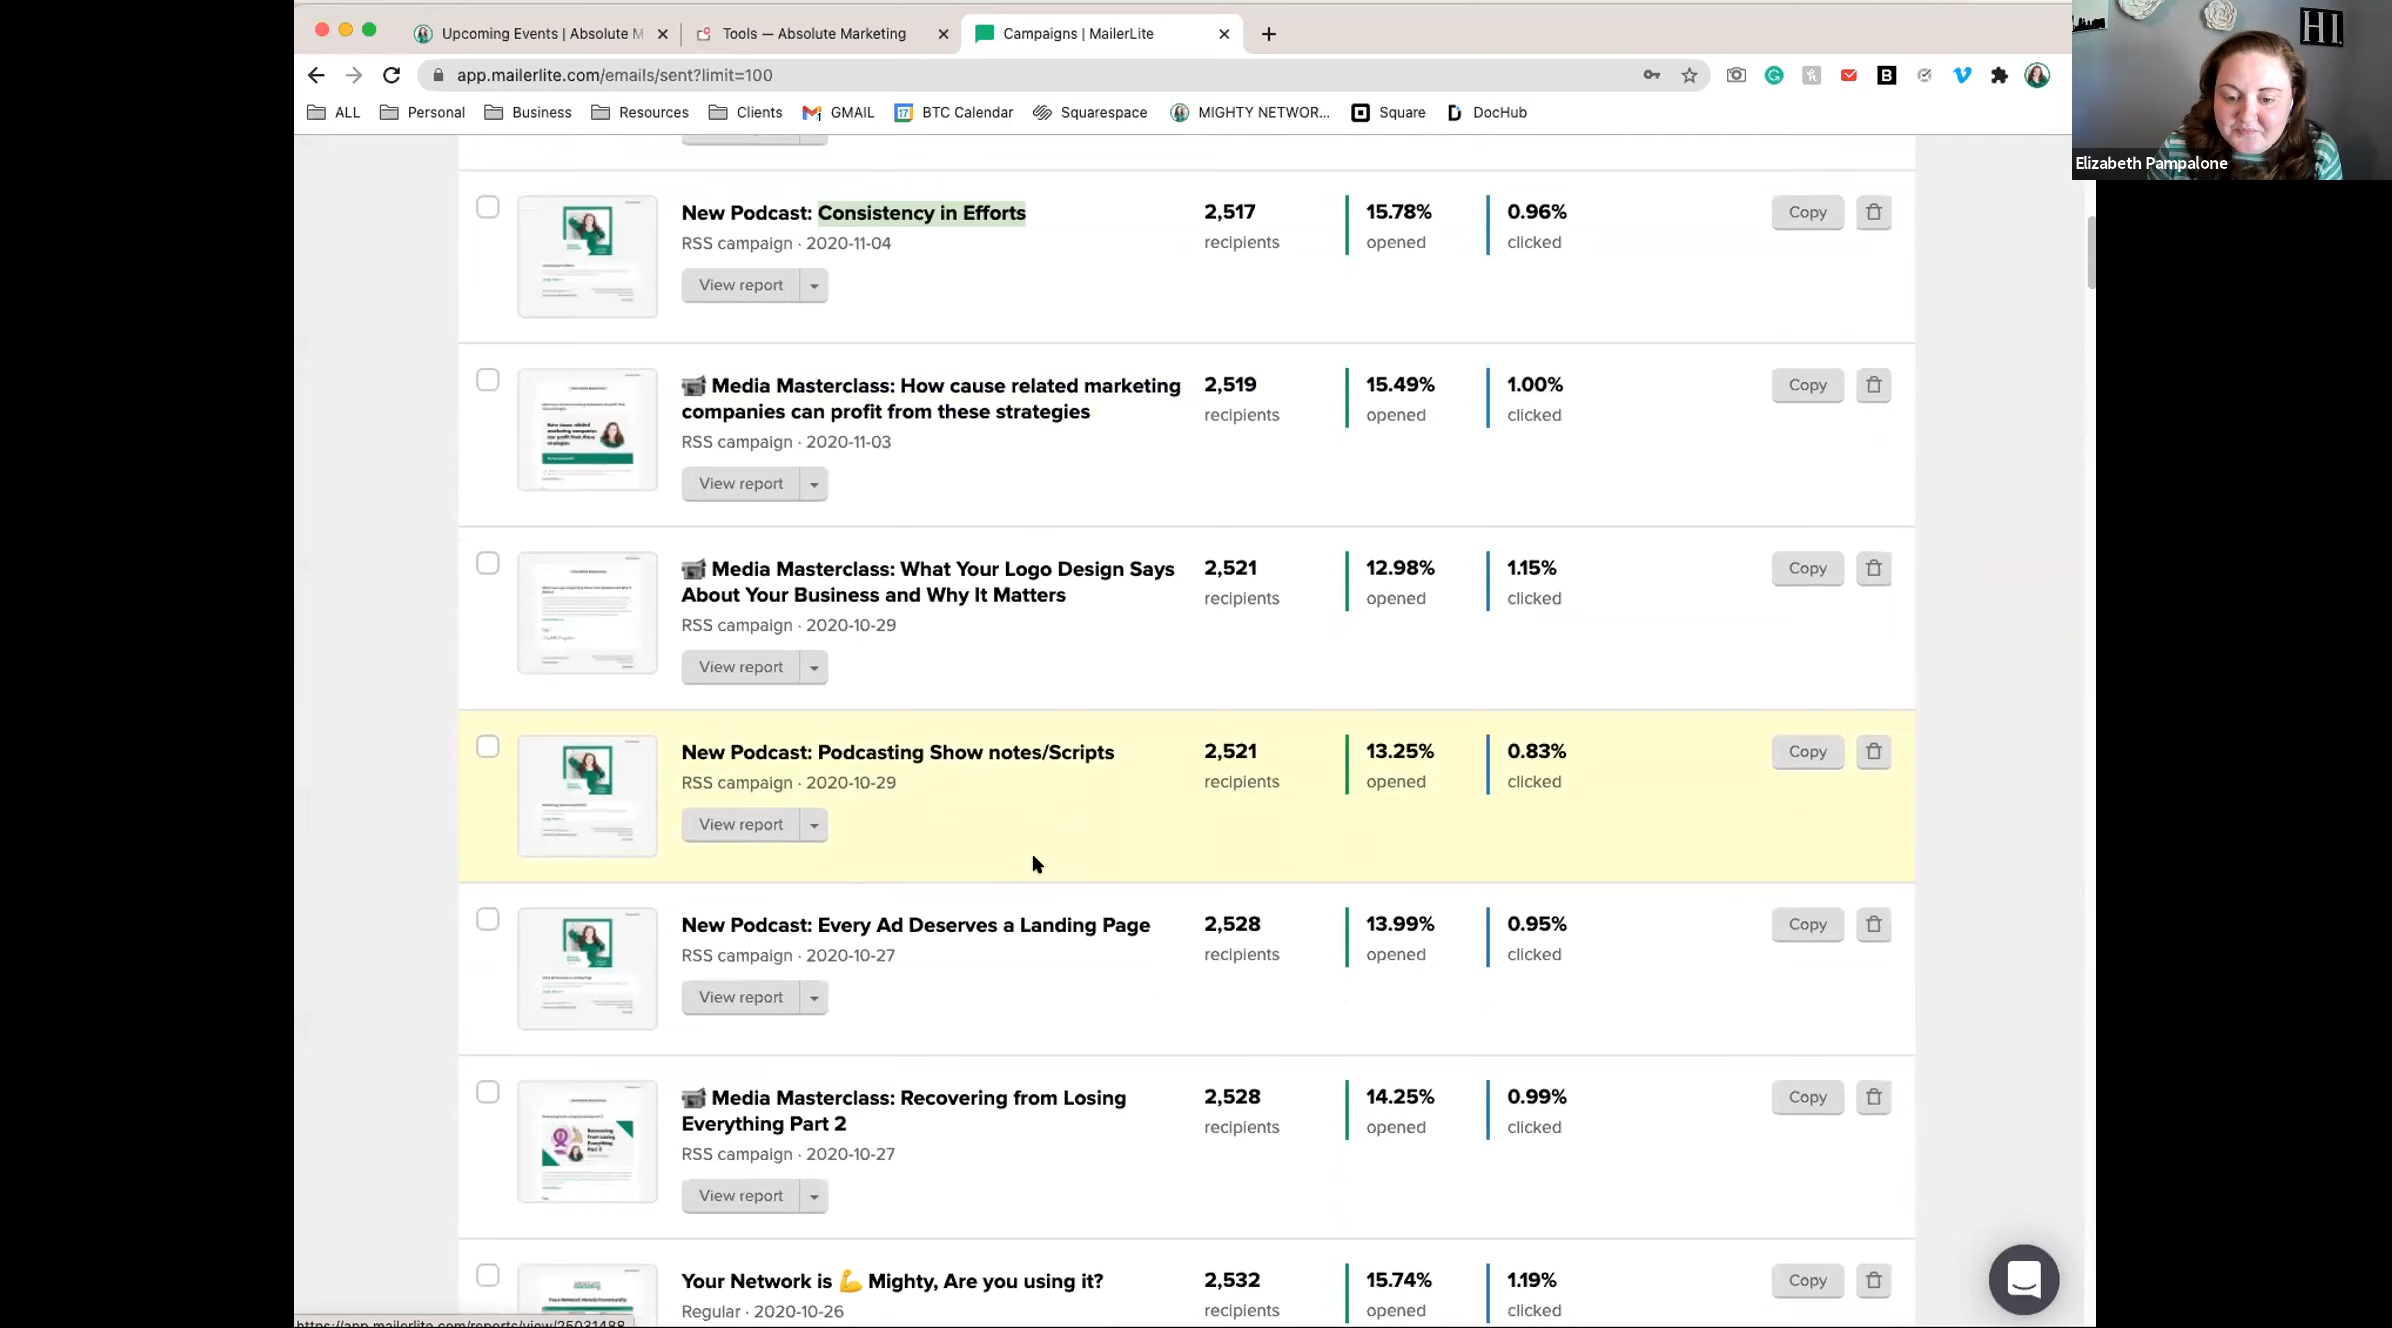 Upcoming Events | Absolute M
Tools — Absolute Marketing
Campaigns | MailerLite
app.mailerlite.com/emails/sent?limit=100
ALL
Personal
Business
Resources
Clients
GMAIL
17
BTC Calendar
Squarespace
MIGHTY NETWOR...
Square
DocHub
HI.
Elizabeth Pampalone
New Podcast: Consistency in Efforts
RSS campaign · 2020-11-04
View report
2,517
recipients
15.78%
opened
0.96%
clicked
Copy
Media Masterclass: How cause related marketing
companies can profit from these strategies
RSS campaign · 2020-11-03
View report
2,519
recipients
15.49%
opened
1.00%
clicked
Copy
Media Masterclass: What Your Logo Design Says
About Your Business and Why It Matters
RSS campaign · 2020-10-29
View report
2,521
recipients
12.98%
opened
1.15%
clicked
Copy
New Podcast: Podcasting Show notes/Scripts
RSS campaign · 2020-10-29
View report
2,521
recipients
13.25%
opened
0.83%
clicked
Copy
New Podcast: Every Ad Deserves a Landing Page
RSS campaign · 2020-10-27
View report
2,528
recipients
13.99%
opened
0.95%
clicked
Copy
Media Masterclass: Recovering from Losing
Everything Part 2
RSS campaign · 2020-10-27
View report
2,528
recipients
14.25%
opened
0.99%
clicked
Copy
Your Network is 💪 Mighty, Are you using it?
Regular · 2020-10-26
2,532
recipients
15.74%
opened
1.19%
clicked
Copy
https://app.mailerlite.com/reports/view/25031488